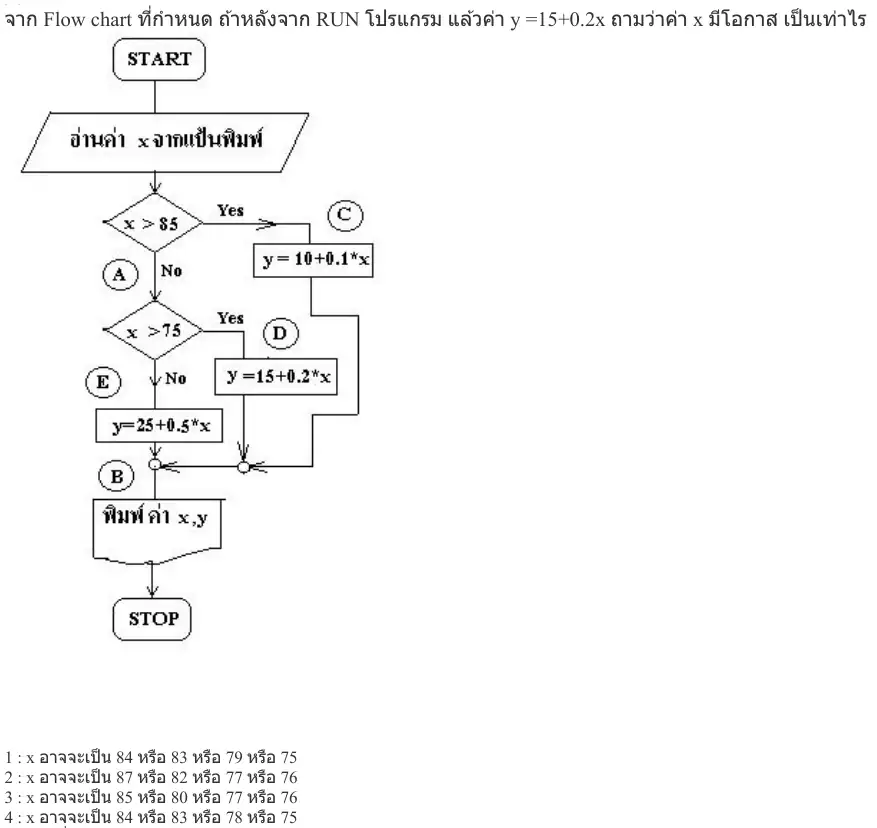 จาก Flow chart ที่กำหนด ถ้าหลังจาก RUN โปรแกรม แล้วค่า y =15+0.2x ถามว่าค่า x มีโอกาส เป็นเท่าไร
START
อ่านค่า x จากแป้นพิมพ์
x > 85
Yes
C
y = 10+0.1*x
A
No
x >75
Yes
D
y =15+0.2*x
E
No
y=25+0.5*x
B
พิมพ์ ค่า x ,y
STOP
1 : x อาจจะเป็น 84 หรือ 83 หรือ 79 หรือ 75
2 : x อาจจะเป็น 87 หรือ 82 หรือ 77 หรือ 76
3 : x อาจจะเป็น 85 หรือ 80 หรือ 77 หรือ 76
4 : x อาจจะเป็น 84 หรือ 83 หรือ 78 หรือ 75